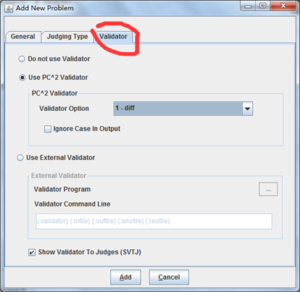 Add New Problem
General Judging Type Validator
Do not use Validator
Use PC^2 Validator
PC^2 Validator
Validator Option 1 - diff
Ignore Case In Output
Use External Validator
External Validator
Validator Program ...
Validator Command Line
{:validator} {:infile} {:outfile} {:ansfile} {:resfile}
Show Validator To Judges (SVTJ)
Add Cancel